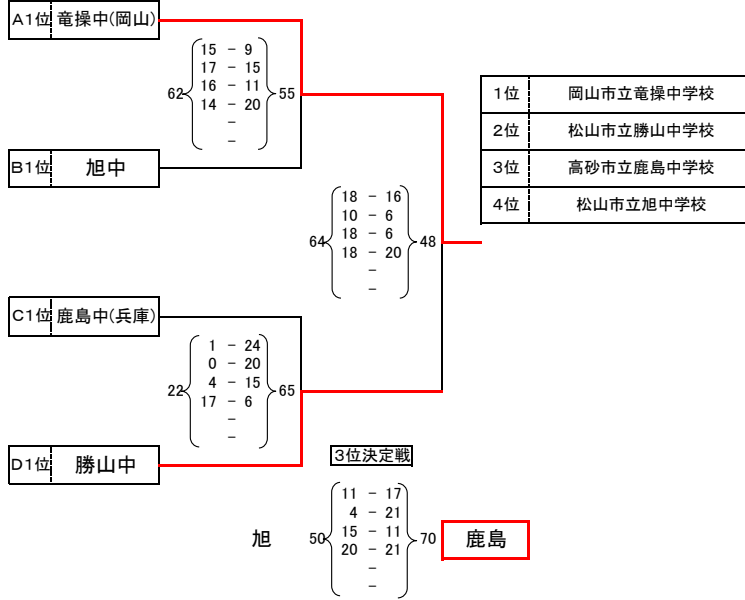 A1位 竜操中(岡山)
62 55
15 - 9
17 - 15
16 - 11
14 - 20
-
-
B1位 旭中
1位 岡山市立竜操中学校
2位 松山市立勝山中学校
3位 高砂市立鹿島中学校
4位 松山市立旭中学校
64 48
18 - 16
10 - 6
18 - 6
18 - 20
-
-
C1位 鹿島中(兵庫)
22 65
1 - 24
0 - 20
4 - 15
17 - 6
-
-
D1位 勝山中
3位決定戦
旭 50 70 鹿島
11 - 17
4 - 21
15 - 11
20 - 21
-
-